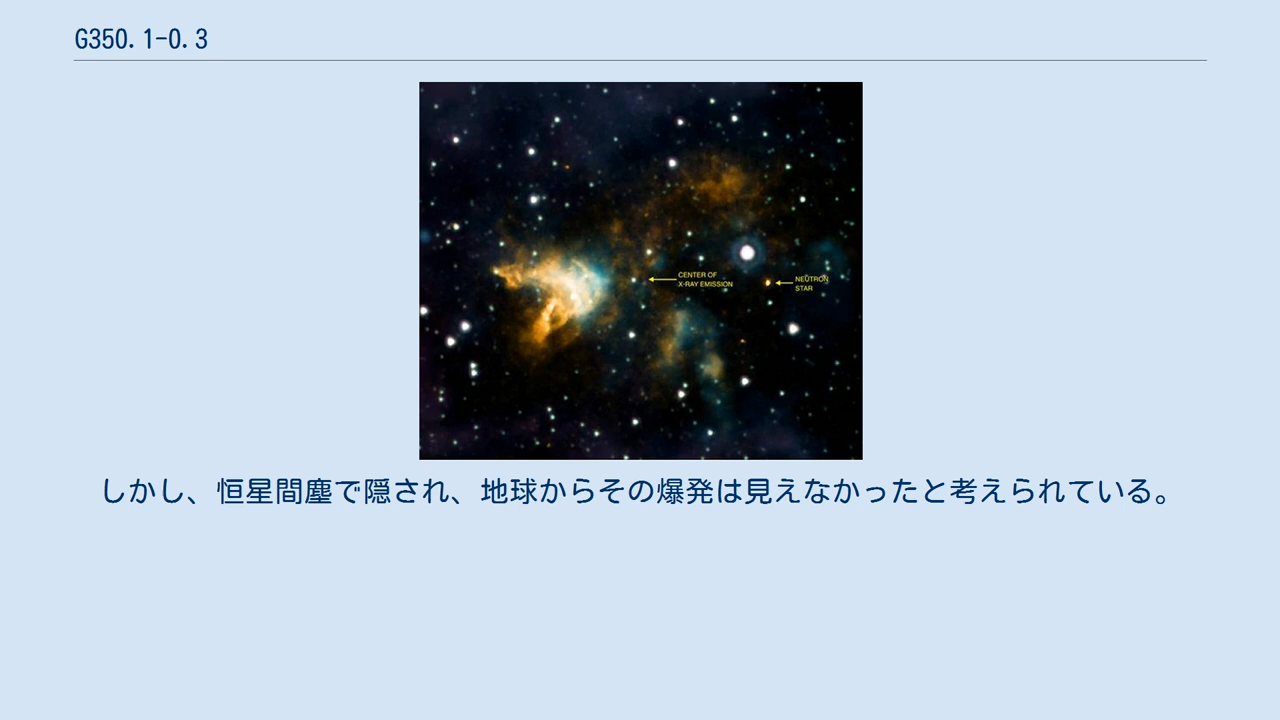 G350.1-0.3
CENTER OF
X-RAY EMISSION
NEUTRON
STAR
しかし、恒星間塵で隠され、地球からその爆発は見えなかったと考えられている。